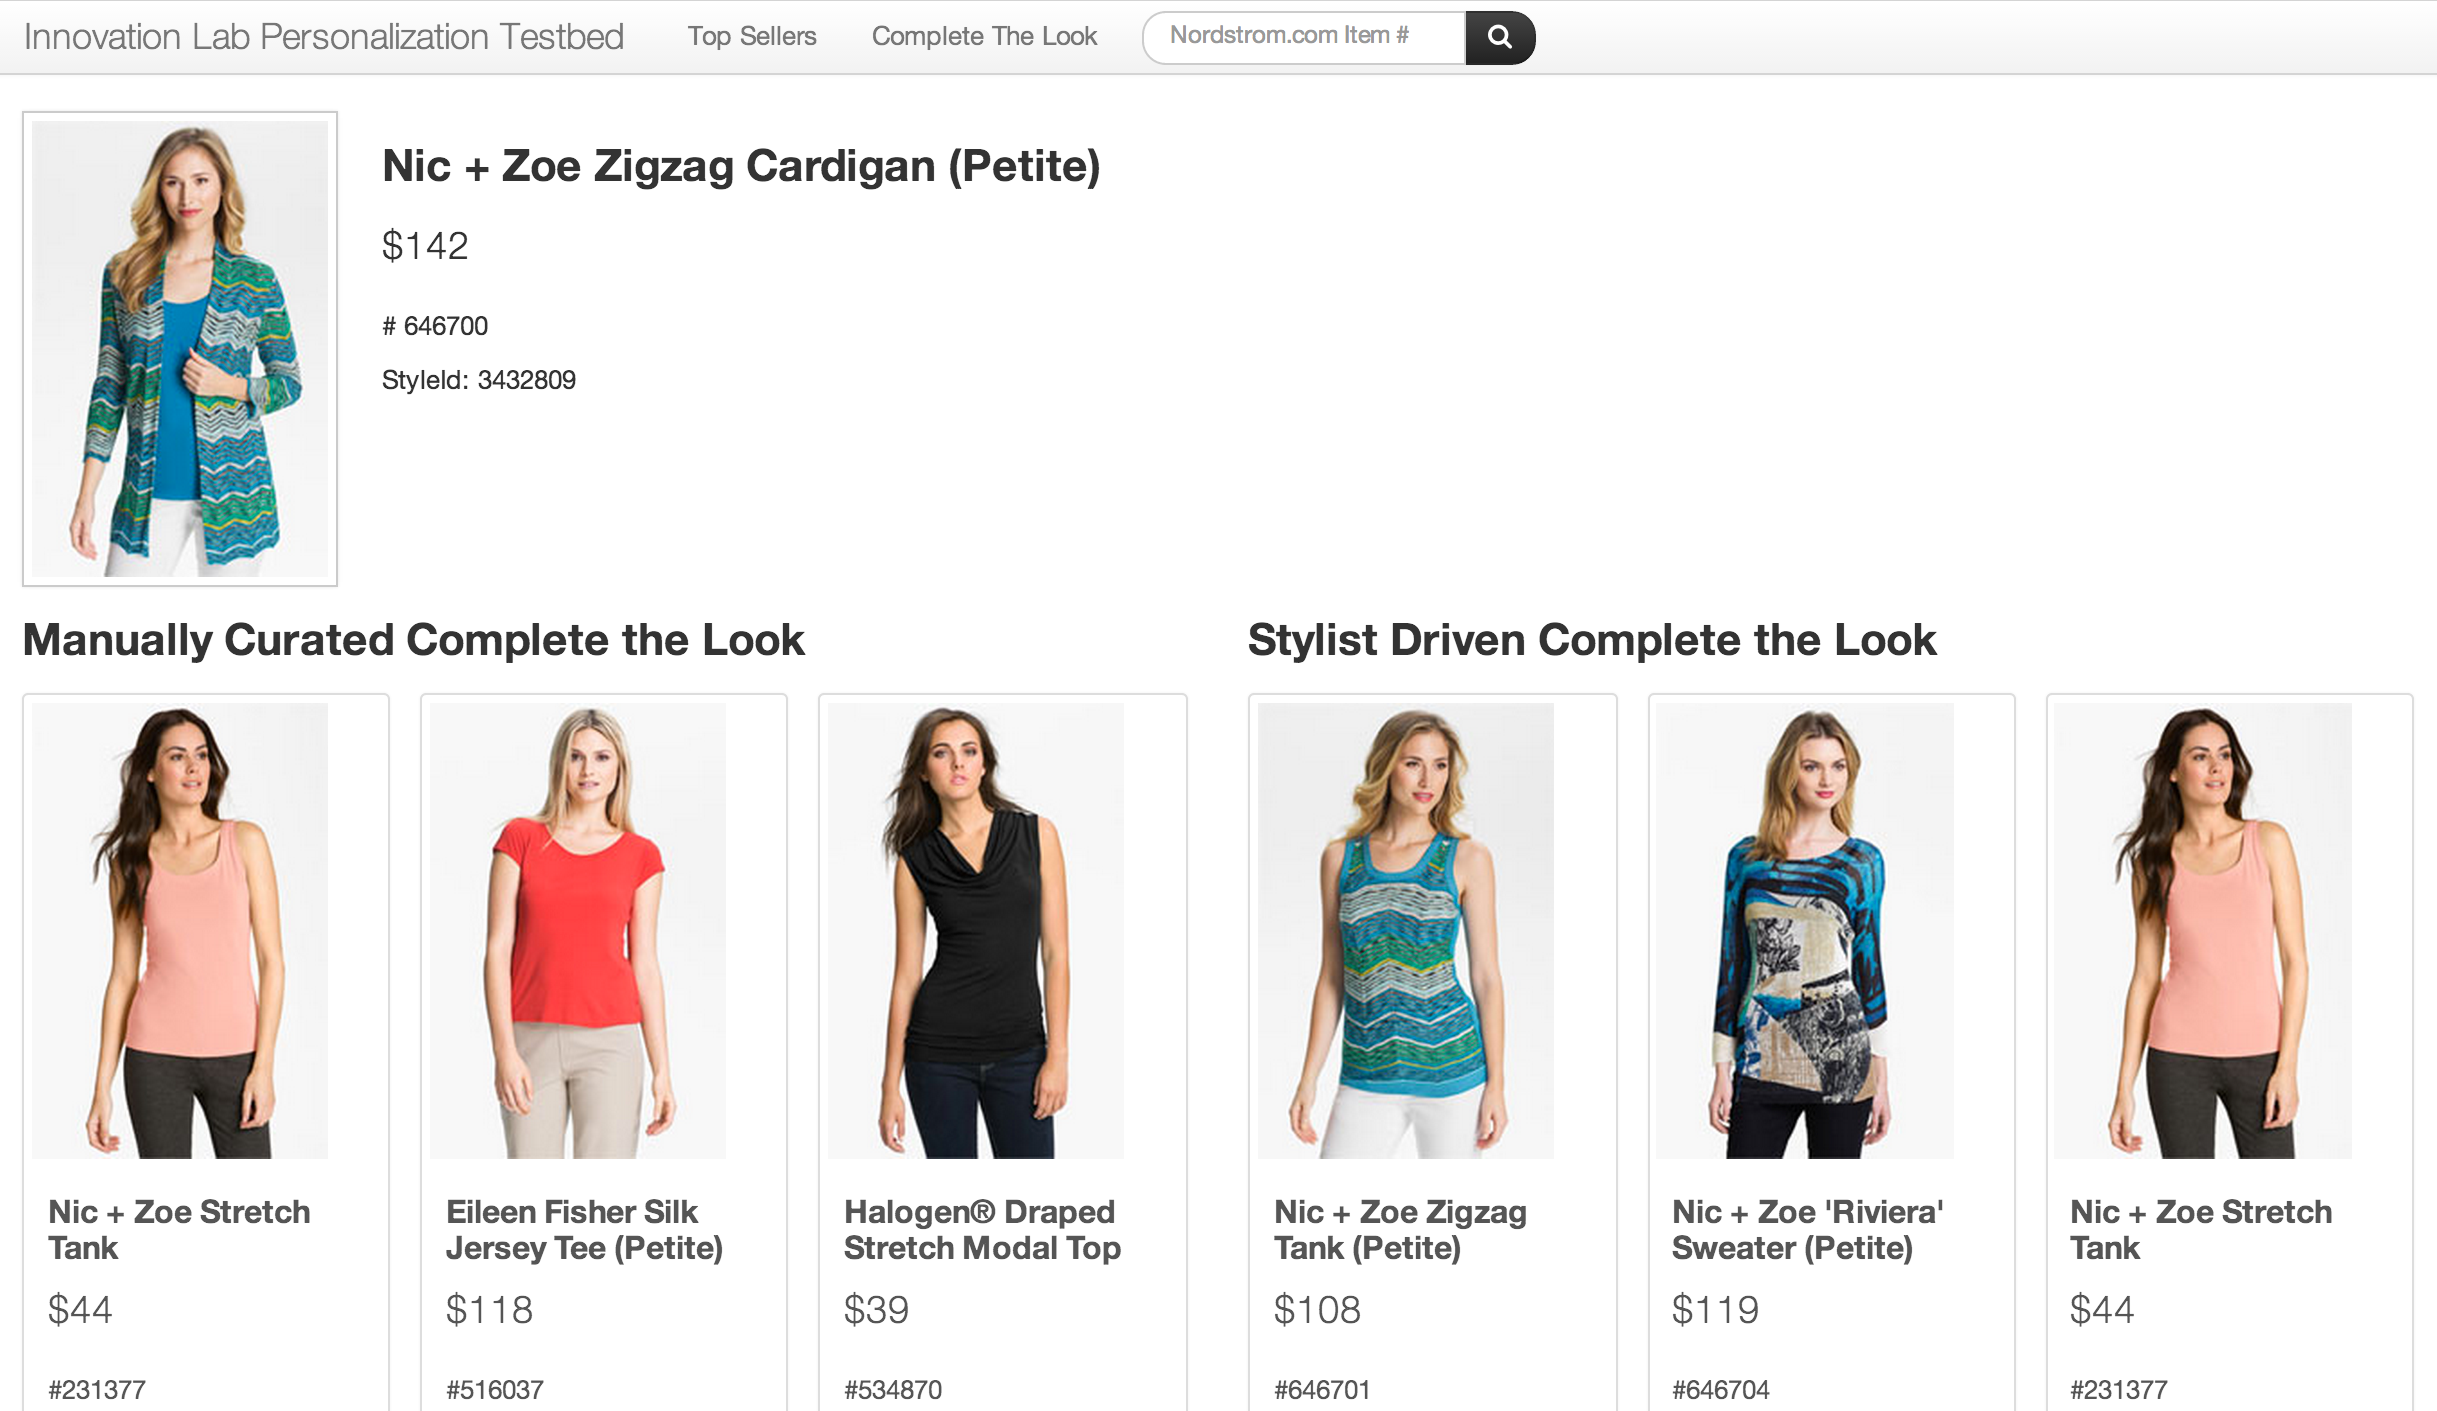 Innovation Lab Personalization Testbed
Top Sellers
Complete The Look
Nordstrom.com Item #
Nic + Zoe Zigzag Cardigan (Petite)
$142
# 646700
StyleId: 3432809
Manually Curated Complete the Look
Nic + Zoe Stretch
Tank
$44
#231377
Eileen Fisher Silk
Jersey Tee (Petite)
$118
#516037
Halogen® Draped
Stretch Modal Top
$39
#534870
Stylist Driven Complete the Look
Nic + Zoe Zigzag
Tank (Petite)
$108
#646701
Nic + Zoe 'Riviera'
Sweater (Petite)
$119
#646704
Nic + Zoe Stretch
Tank
$44
#231377